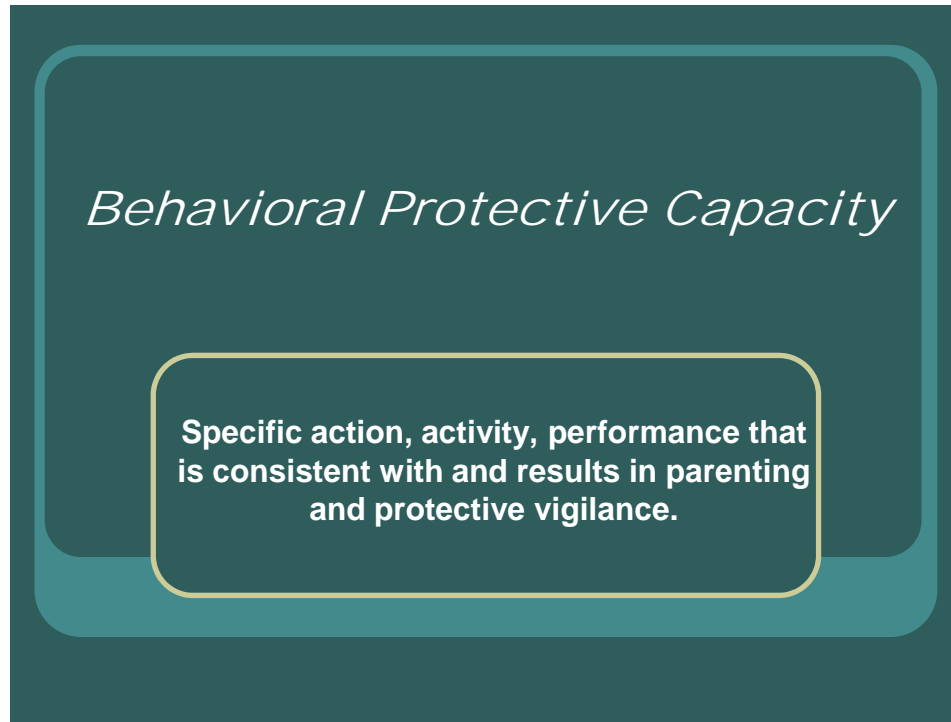 Behavioral Protective Capacity
Specific action, activity, performance that
is consistent with and results in parenting
and protective vigilance.